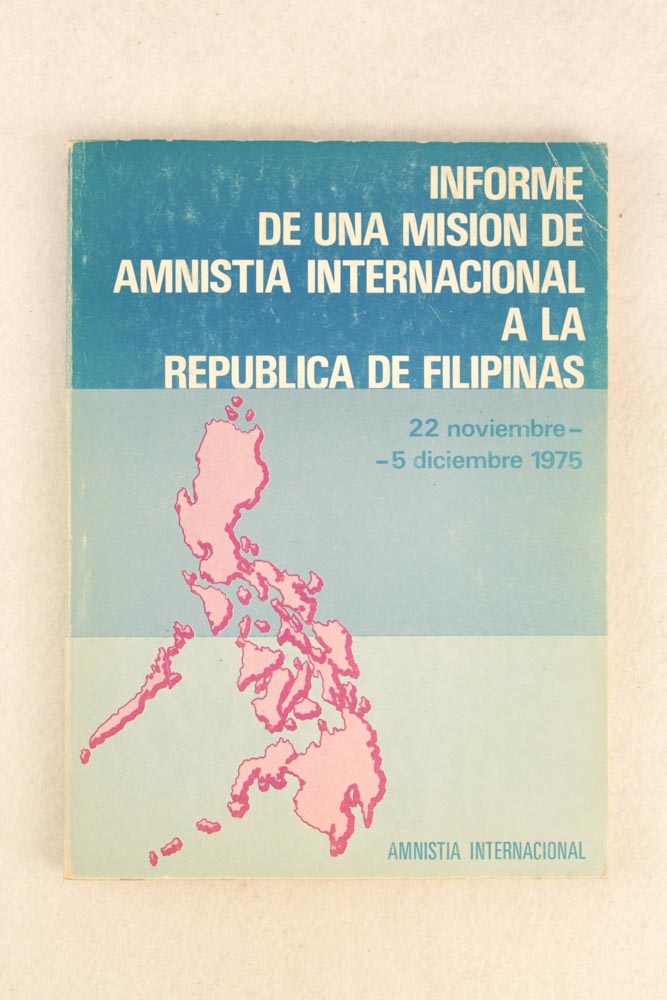 INFORME
DE UNA MISION DE
AMNISTIA INTERNACIONAL
A LA
REPUBLICA DE FILIPINAS
22 noviembre–
–5 diciembre 1975
AMNISTIA INTERNACIONAL